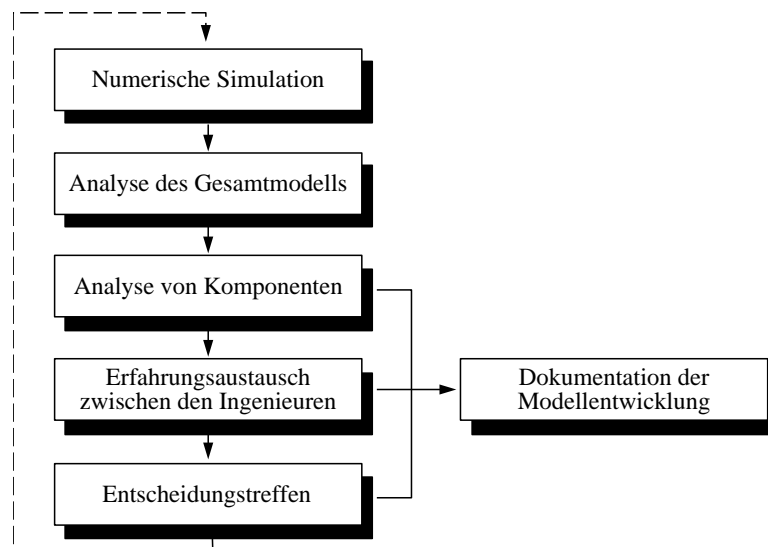 Numerische Simulation
Analyse des Gesamtmodells
Analyse von Komponenten
Erfahrungsaustausch
zwischen den Ingenieuren
Dokumentation der
Modellentwicklung
Entscheidungstreffen